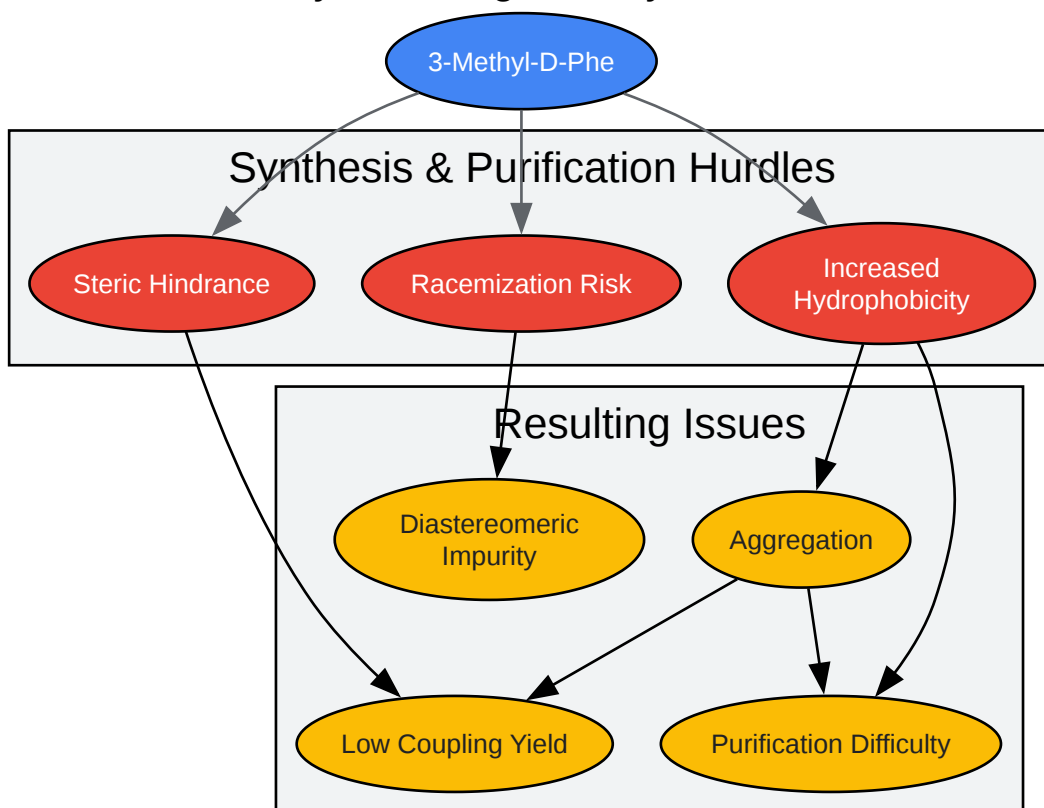 3-Methyl-D-Phe
Synthesis & Purification Hurdles
Steric Hindrance
Racemization Risk
Increased
Hydrophobicity
Resulting Issues
Diastereomeric
Impurity
Aggregation
Low Coupling Yield
Purification Difficulty